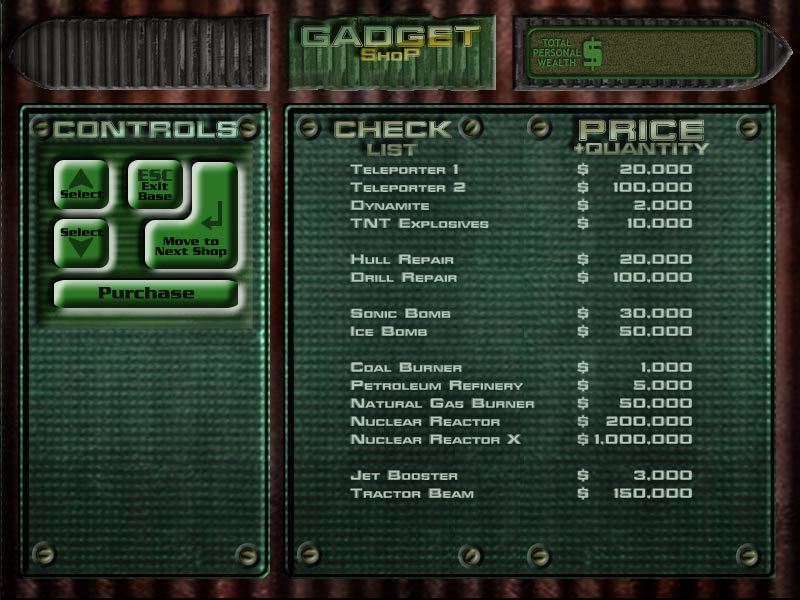 GADGET
SHOP
TOTAL
PERSONAL
WEALTH $
CONTROLS
Select
ESC
Exit
Base
Select
Move to
Next Shop
Purchase
CHECK
LIST
PRICE
+QUANTITY
TELEPORTER 1 $ 20,000
TELEPORTER 2 $ 100,000
DYNAMITE $ 2,000
TNT EXPLOSIVES $ 10,000
HULL REPAIR $ 20,000
DRILL REPAIR $ 100,000
SONIC BOMB $ 30,000
ICE BOMB $ 50,000
COAL BURNER $ 1,000
PETROLEUM REFINERY $ 5,000
NATURAL GAS BURNER $ 50,000
NUCLEAR REACTOR $ 200,000
NUCLEAR REACTOR X $ 1,000,000
JET BOOSTER $ 3,000
TRACTOR BEAM $ 150,000